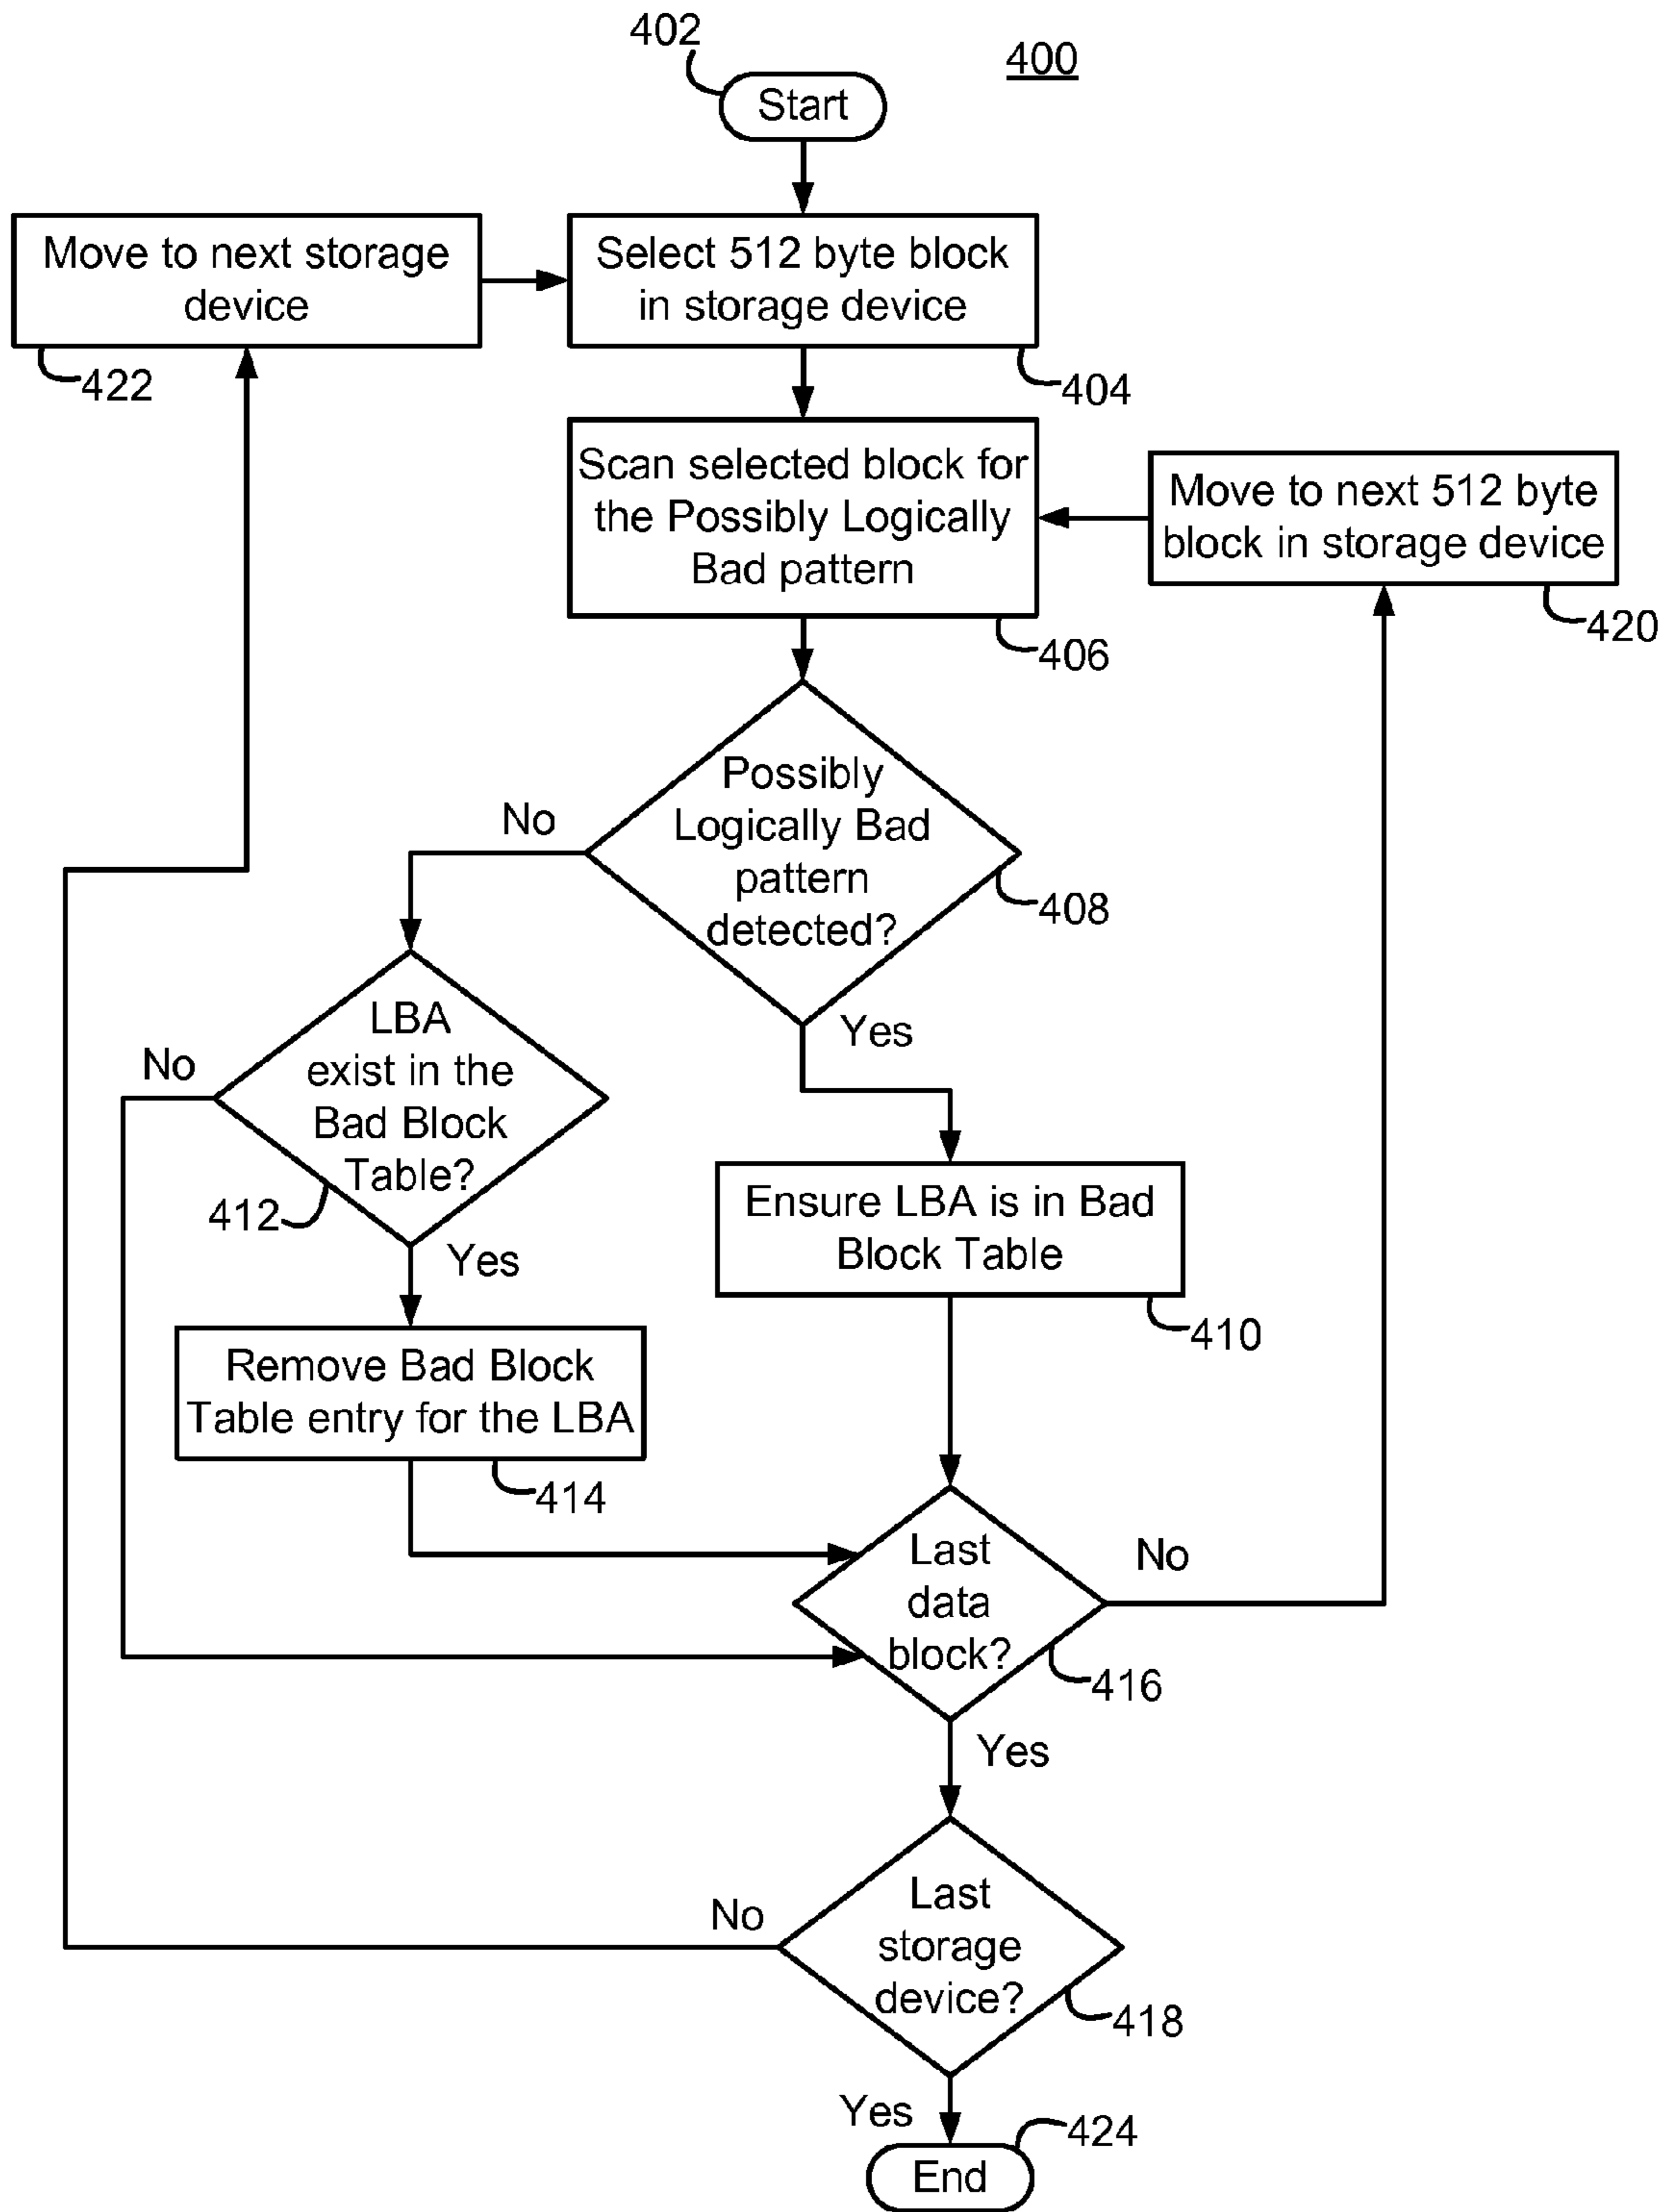 402
400
Start
Move to next storage
device
422
Select 512 byte block
in storage device
404
Scan selected block for
the Possibly Logically
Bad pattern
406
Move to next 512 byte
block in storage device
420
Possibly
Logically Bad
pattern
detected?
408
No
Yes
LBA
exist in the
Bad Block
Table?
412
No
Yes
Ensure LBA is in Bad
Block Table
410
Remove Bad Block
Table entry for the LBA
414
Last
data
block?
416
No
Yes
Last
storage
device?
418
No
Yes
424
End